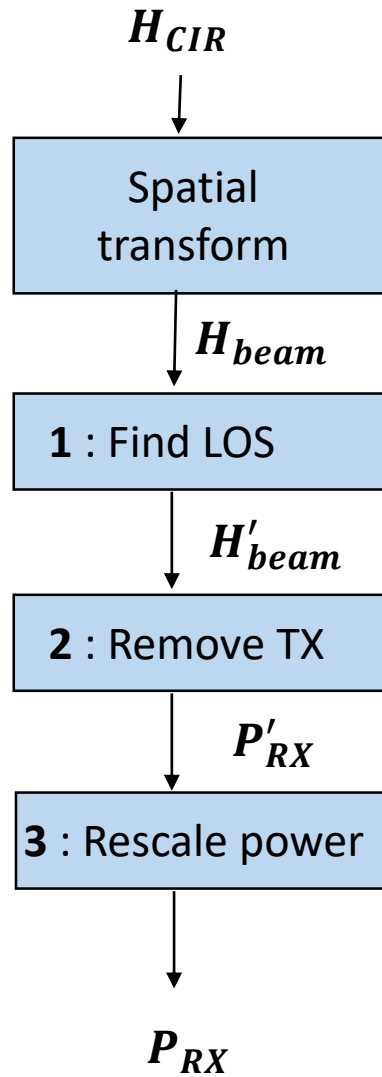 H_CIR
Spatial
transform
H_beam
1 : Find LOS
H'_beam
2 : Remove TX
P'_RX
3 : Rescale power
P_RX